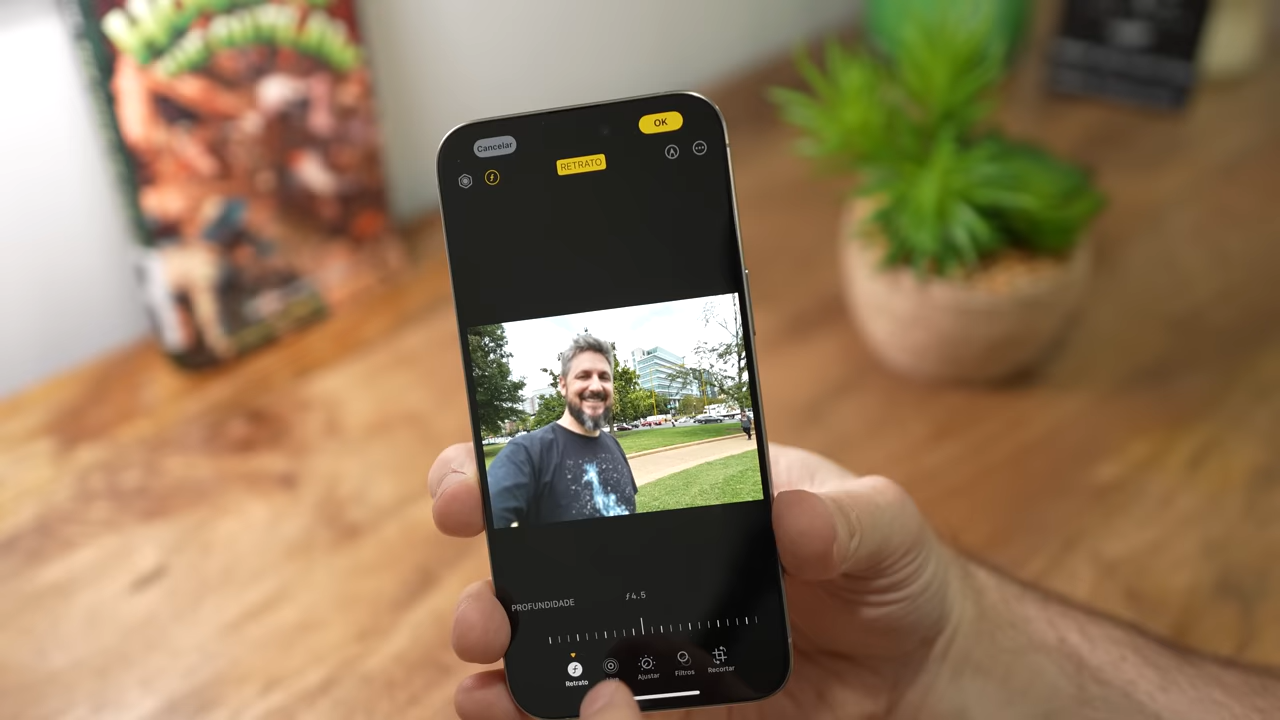 Cancelar
OK
RETRATO
PROFUNDIDADE
ƒ4.5
Retrato
Ajustar
Filtros
Recortar